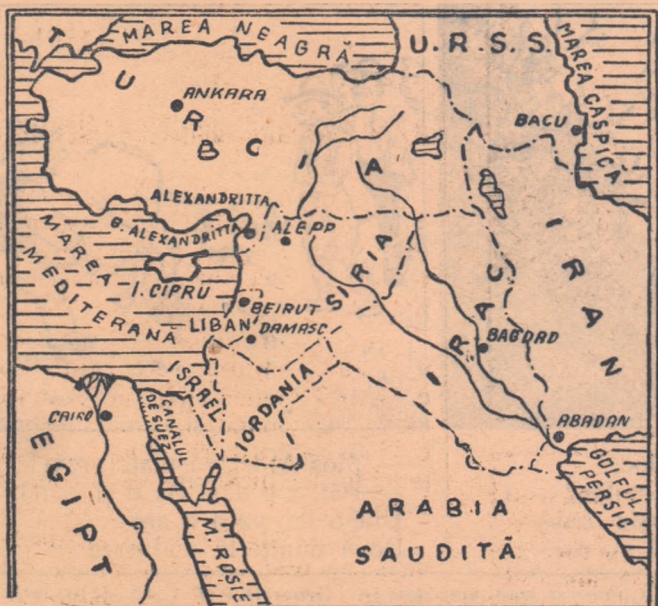 MAREA NEAGRĂ
U.R.S.S.
MAREA CASPICĂ
TURCIA
ANKARA
BACU
ALEXANDRITTA
G. ALEXANDRITTA
ALEPP
MAREA
MEDITERANĂ
I. CIPRU
SIRIA
IRAC
IRAN
BEIRUT
LIBAN
DAMASC
BAGDAD
ISRAEL
IORDANIA
CAIRO
CANALUL
DE SUEZ
ABADAN
GOLFUL
PERSIC
EGIPT
M. ROȘIE
ARABIA
SAUDITĂ